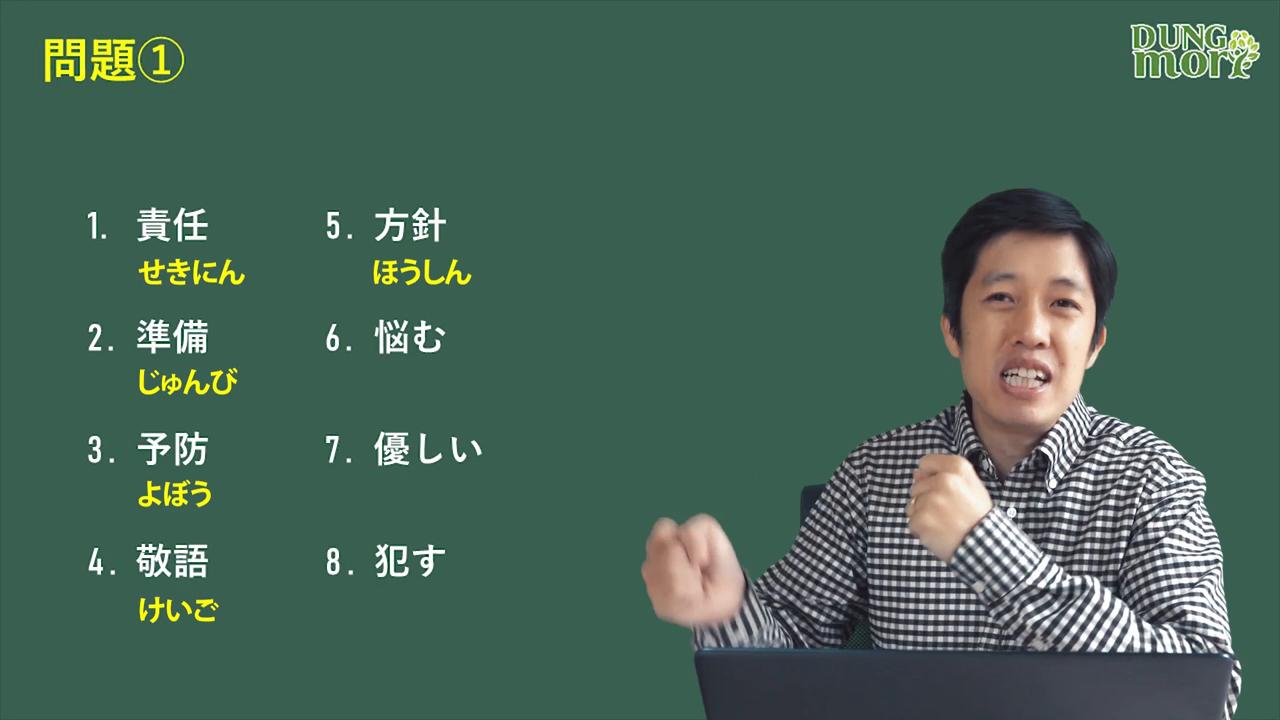 問題①
DUNG
mori
1. 責任
せきにん
2. 準備
じゅんび
3. 予防
よぼう
4. 敬語
けいご
5. 方針
ほうしん
6. 悩む
7. 優しい
8. 犯す